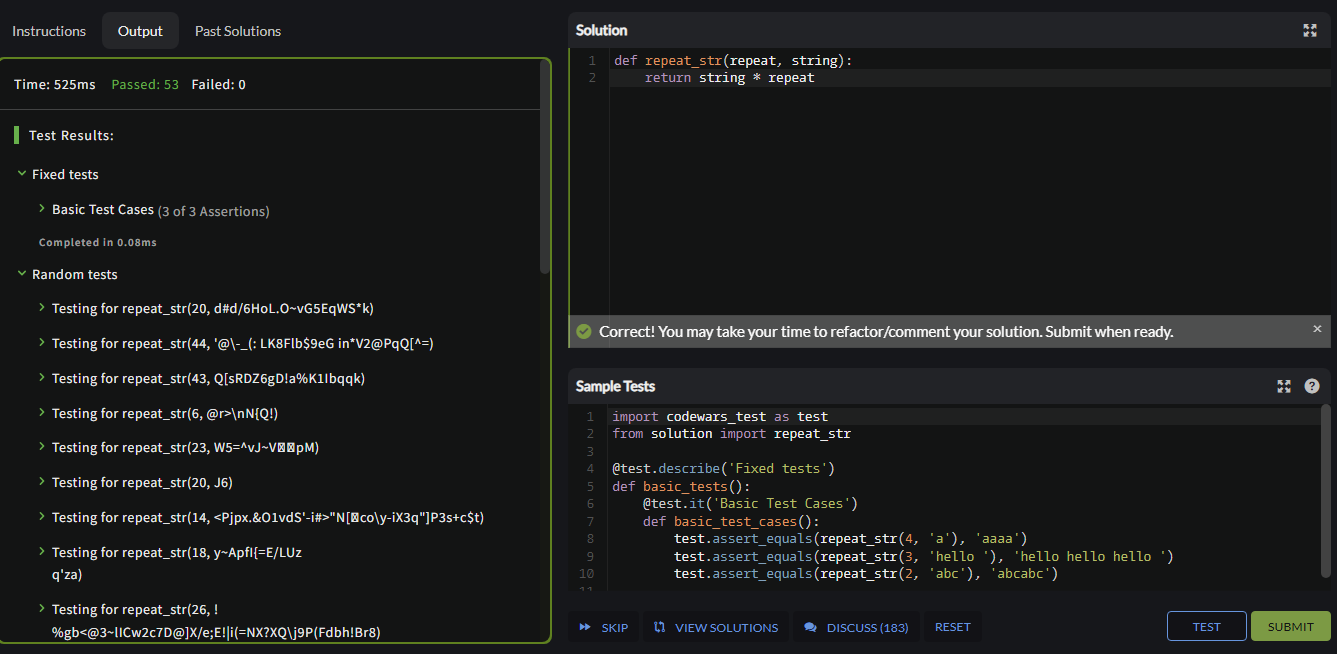 Instructions Output Past Solutions
Time: 525ms Passed: 53 Failed: 0
Test Results:
Fixed tests
Basic Test Cases (3 of 3 Assertions)
Completed in 0.08ms
Random tests
Testing for repeat_str(20, d#d/6HoL.O~vG5EqWS*k)
Testing for repeat_str(44, '@\-_(: LK8FIb$9eG in*V2@PqQ[^=)
Testing for repeat_str(43, Q[sRDZ6gD!a%K1Ibqqk)
Testing for repeat_str(6, @r>\nN{Q!)
Testing for repeat_str(23, W5=^vJ~V pM)
Testing for repeat_str(20, J6)
Testing for repeat_str(14, <Pjpx.&O1vdS'-i#>"N[ co\y-iX3q"]P3s+c$t)
Testing for repeat_str(18, y~ApfI{=E/LUz
q'za)
Testing for repeat_str(26, !
%gb<@3~lICw2c7D@]X/e;E!|i(=NX?XQ\j9P(Fdbh!Br8)
Solution
1 def repeat_str(repeat, string):
2 return string * repeat
Correct! You may take your time to refactor/comment your solution. Submit when ready. ×
Sample Tests ?
1 import codewars_test as test
2 from solution import repeat_str
3
4 @test.describe('Fixed tests')
5 def basic_tests():
6 @test.it('Basic Test Cases')
7 def basic_test_cases():
8 test.assert_equals(repeat_str(4, 'a'), 'aaaa')
9 test.assert_equals(repeat_str(3, 'hello '), 'hello hello hello ')
10 test.assert_equals(repeat_str(2, 'abc'), 'abcabc')
11
SKIP VIEW SOLUTIONS DISCUSS (183) RESET TEST SUBMIT